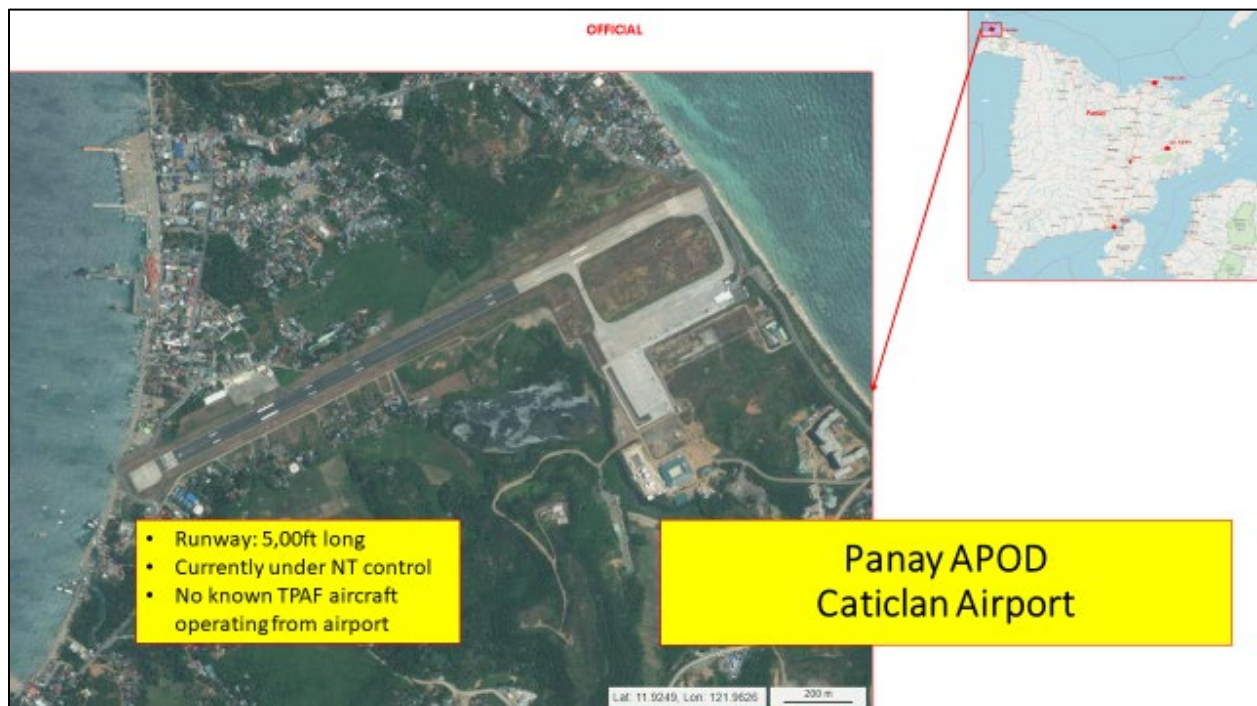 OFFICIAL
Panay
• Runway: 5,00ft long
• Currently under NT control
• No known TPAF aircraft
operating from airport
Panay APOD
Caticlan Airport
Lat: 11.9249, Lon: 121.9626
200 m